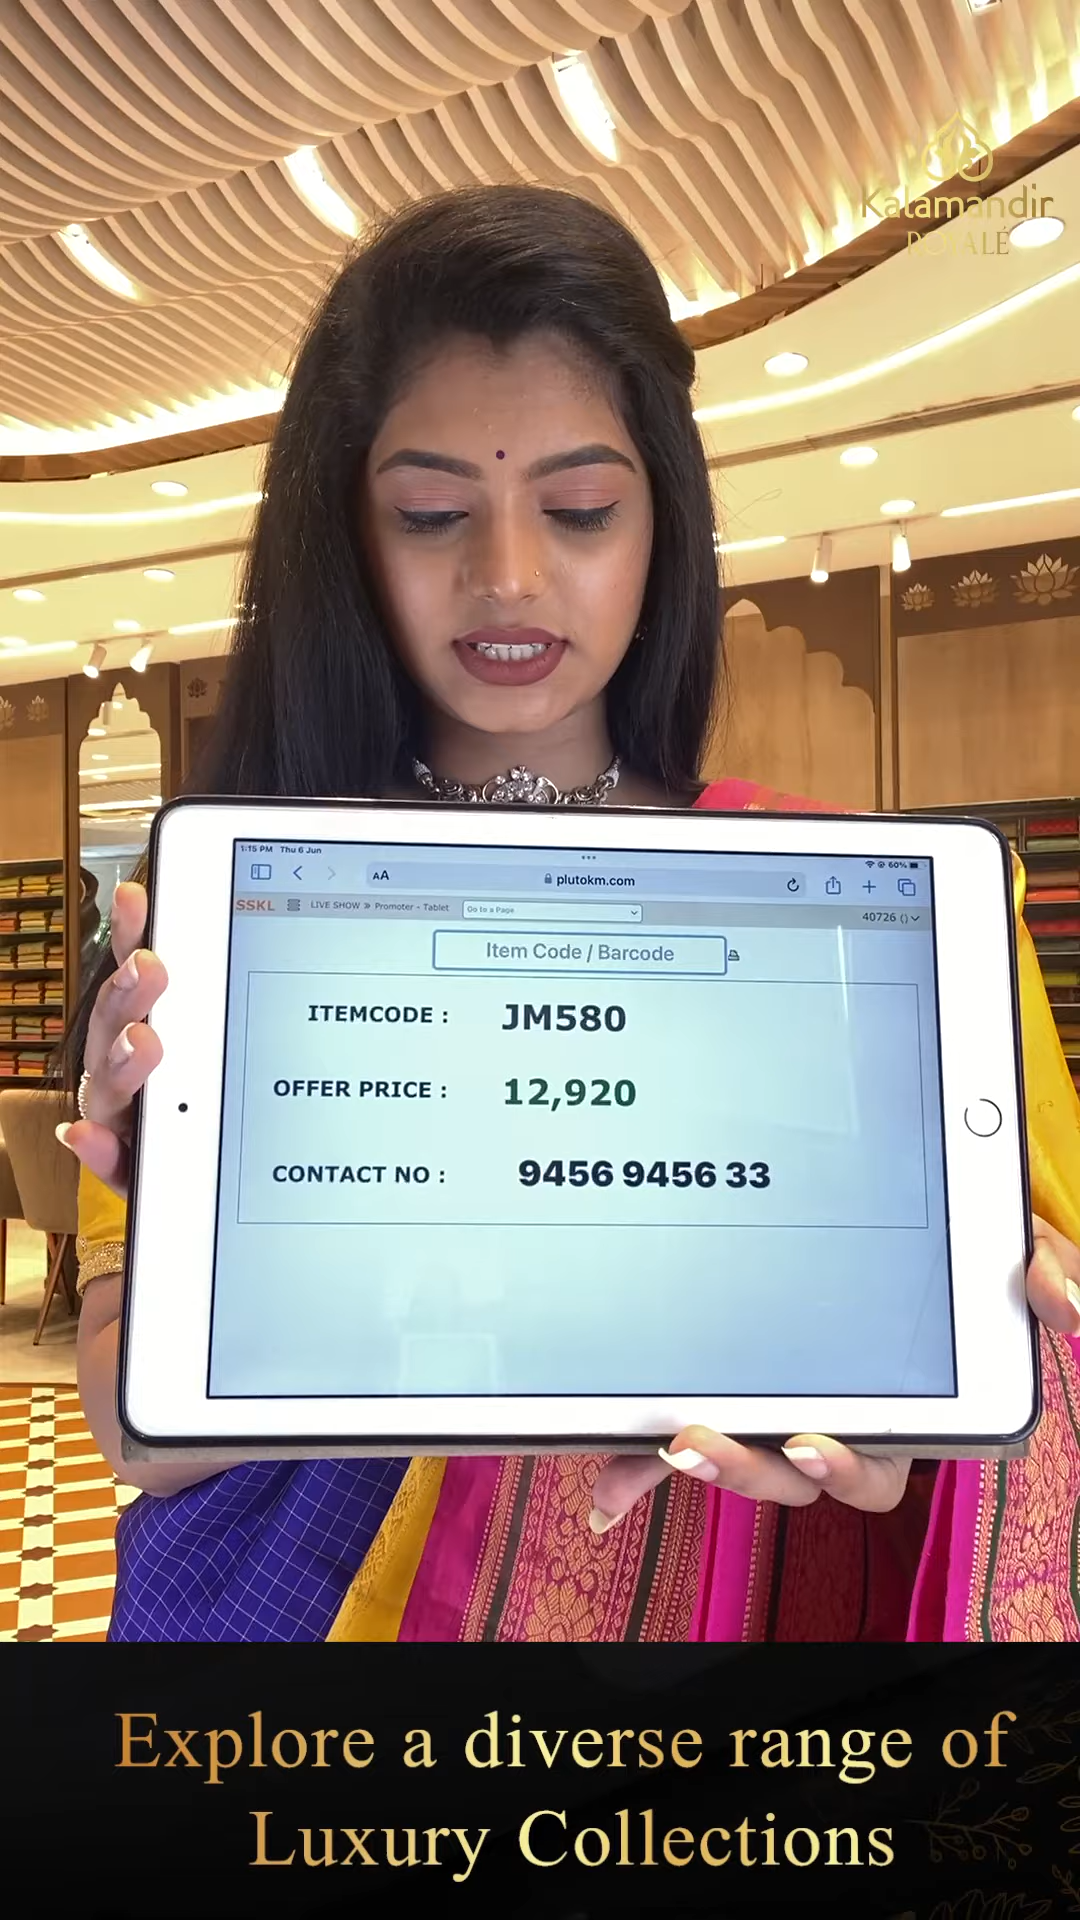 Kalamandir
ROYALÉ
1:15 PM Thu 6 Jun
60%
AA
plutokm.com
SSKL
LIVE SHOW » Promoter - Tablet
Go to a Page
40726 ()
Item Code / Barcode
ITEMCODE : JM580
OFFER PRICE : 12,920
CONTACT NO : 9456 9456 33
Explore a diverse range of
Luxury Collections